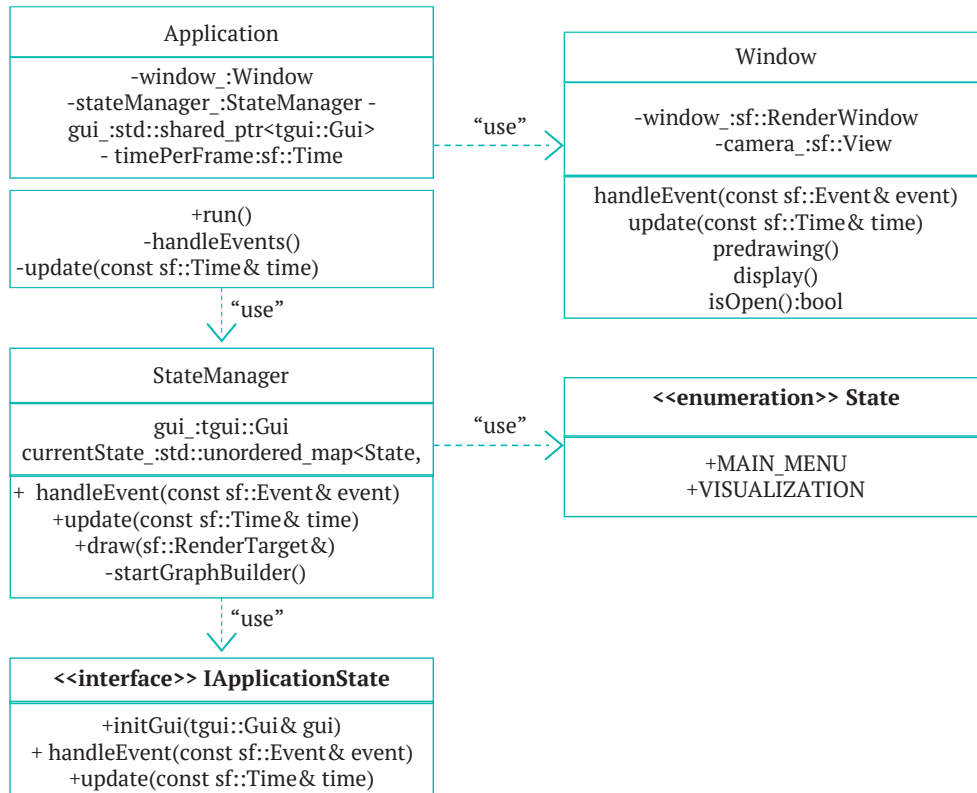 Application
-window_:Window
-stateManager_:StateManager -
gui_:std::shared_ptr<tgui::Gui>
- timePerFrame:sf::Time
+run()
-handleEvents()
-update(const sf::Time& time)
“use”
Window
-window_:sf::RenderWindow
-camera_:sf::View
handleEvent(const sf::Event& event)
update(const sf::Time& time)
predrawing()
display()
isOpen():bool
“use”
StateManager
gui_:tgui::Gui
currentState_:std::unordered_map<State,
+ handleEvent(const sf::Event& event)
+update(const sf::Time& time)
+draw(sf::RenderTarget&)
-startGraphBuilder()
“use”
<<enumeration>> State
+MAIN_MENU
+VISUALIZATION
“use”
<<interface>> IApplicationState
+initGui(tgui::Gui& gui)
+ handleEvent(const sf::Event& event)
+update(const sf::Time& time)